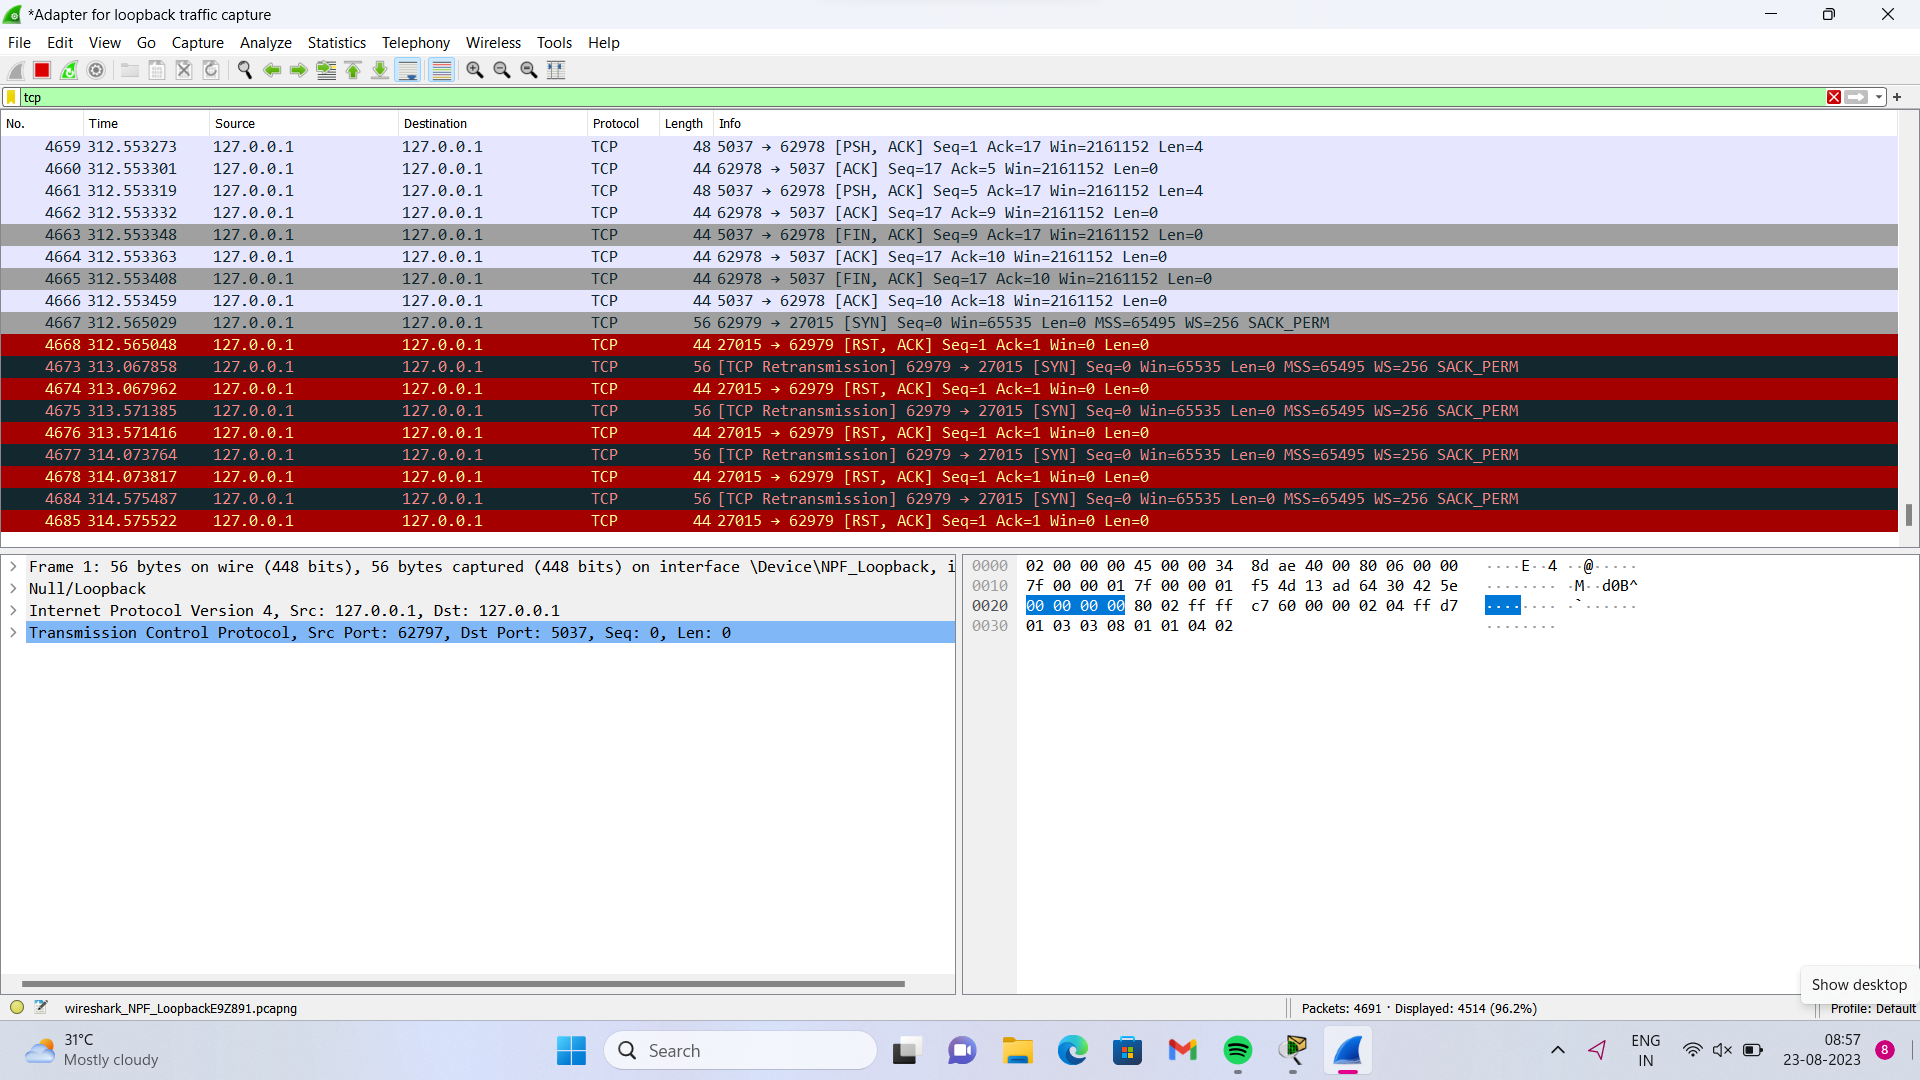 *Adapter for loopback traffic capture
File Edit View Go Capture Analyze Statistics Telephony Wireless Tools Help
tcp
No. Time Source Destination Protocol Length Info
4659 312.553273 127.0.0.1 127.0.0.1 TCP 48 5037 → 62978 [PSH, ACK] Seq=1 Ack=17 Win=2161152 Len=4
4660 312.553301 127.0.0.1 127.0.0.1 TCP 44 62978 → 5037 [ACK] Seq=17 Ack=5 Win=2161152 Len=0
4661 312.553319 127.0.0.1 127.0.0.1 TCP 48 5037 → 62978 [PSH, ACK] Seq=5 Ack=17 Win=2161152 Len=4
4662 312.553332 127.0.0.1 127.0.0.1 TCP 44 62978 → 5037 [ACK] Seq=17 Ack=9 Win=2161152 Len=0
4663 312.553348 127.0.0.1 127.0.0.1 TCP 44 5037 → 62978 [FIN, ACK] Seq=9 Ack=17 Win=2161152 Len=0
4664 312.553363 127.0.0.1 127.0.0.1 TCP 44 62978 → 5037 [ACK] Seq=17 Ack=10 Win=2161152 Len=0
4665 312.553408 127.0.0.1 127.0.0.1 TCP 44 62978 → 5037 [FIN, ACK] Seq=17 Ack=10 Win=2161152 Len=0
4666 312.553459 127.0.0.1 127.0.0.1 TCP 44 5037 → 62978 [ACK] Seq=10 Ack=18 Win=2161152 Len=0
4667 312.565029 127.0.0.1 127.0.0.1 TCP 56 62979 → 27015 [SYN] Seq=0 Win=65535 Len=0 MSS=65495 WS=256 SACK_PERM
4668 312.565048 127.0.0.1 127.0.0.1 TCP 44 27015 → 62979 [RST, ACK] Seq=1 Ack=1 Win=0 Len=0
4673 313.067858 127.0.0.1 127.0.0.1 TCP 56 [TCP Retransmission] 62979 → 27015 [SYN] Seq=0 Win=65535 Len=0 MSS=65495 WS=256 SACK_PERM
4674 313.067962 127.0.0.1 127.0.0.1 TCP 44 27015 → 62979 [RST, ACK] Seq=1 Ack=1 Win=0 Len=0
4675 313.571385 127.0.0.1 127.0.0.1 TCP 56 [TCP Retransmission] 62979 → 27015 [SYN] Seq=0 Win=65535 Len=0 MSS=65495 WS=256 SACK_PERM
4676 313.571416 127.0.0.1 127.0.0.1 TCP 44 27015 → 62979 [RST, ACK] Seq=1 Ack=1 Win=0 Len=0
4677 314.073764 127.0.0.1 127.0.0.1 TCP 56 [TCP Retransmission] 62979 → 27015 [SYN] Seq=0 Win=65535 Len=0 MSS=65495 WS=256 SACK_PERM
4678 314.073817 127.0.0.1 127.0.0.1 TCP 44 27015 → 62979 [RST, ACK] Seq=1 Ack=1 Win=0 Len=0
4684 314.575487 127.0.0.1 127.0.0.1 TCP 56 [TCP Retransmission] 62979 → 27015 [SYN] Seq=0 Win=65535 Len=0 MSS=65495 WS=256 SACK_PERM
4685 314.575522 127.0.0.1 127.0.0.1 TCP 44 27015 → 62979 [RST, ACK] Seq=1 Ack=1 Win=0 Len=0
Frame 1: 56 bytes on wire (448 bits), 56 bytes captured (448 bits) on interface \Device\NPF_Loopback, i
Null/Loopback
Internet Protocol Version 4, Src: 127.0.0.1, Dst: 127.0.0.1
Transmission Control Protocol, Src Port: 62797, Dst Port: 5037, Seq: 0, Len: 0
0000 02 00 00 00 45 00 00 34 8d ae 40 00 80 06 00 00 ····E··4 ··@·····
0010 7f 00 00 01 7f 00 00 01 f5 4d 13 ad 64 30 42 5e ········ ·M··d0B^
0020 00 00 00 00 80 02 ff ff c7 60 00 00 02 04 ff d7 ········ ·`······
0030 01 03 03 08 01 01 04 02 ········
Show desktop
wireshark_NPF_LoopbackE9Z891.pcapng
Packets: 4691 · Displayed: 4514 (96.2%)
Profile: Default
31°C
Mostly cloudy
Search
ENG
IN
08:57
23-08-2023
8